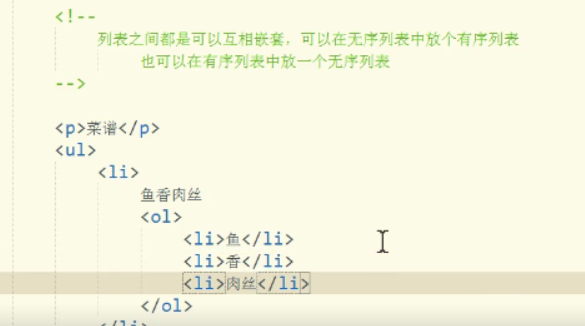 <!--
列表之间都是可以互相嵌套，可以在无序列表中放个有序列表
也可以在有序列表中放一个无序列表
-->
<p>菜谱</p>
<ul>
<li>
鱼香肉丝
<ol>
<li>鱼</li>
<li>香</li>
<li>肉丝</li>
</ol>
</li>